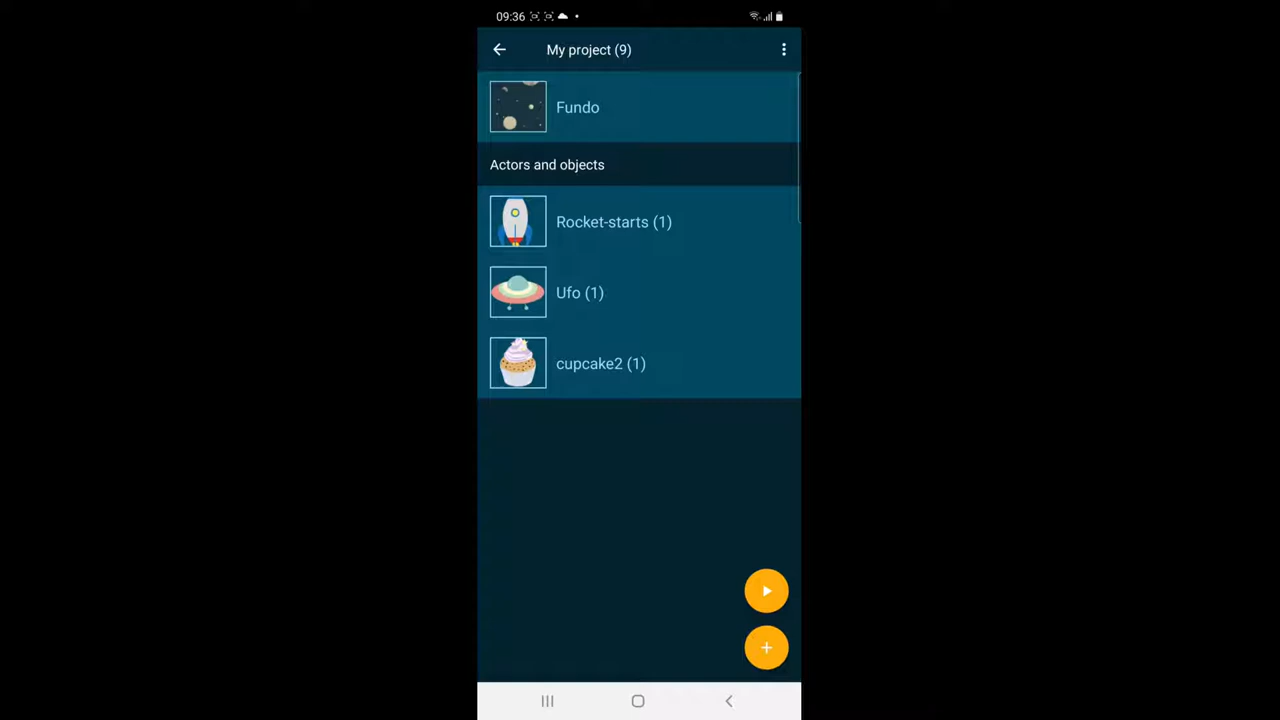 09:36
My project (9)
Fundo
Actors and objects
Rocket-starts (1)
Ufo (1)
cupcake2 (1)